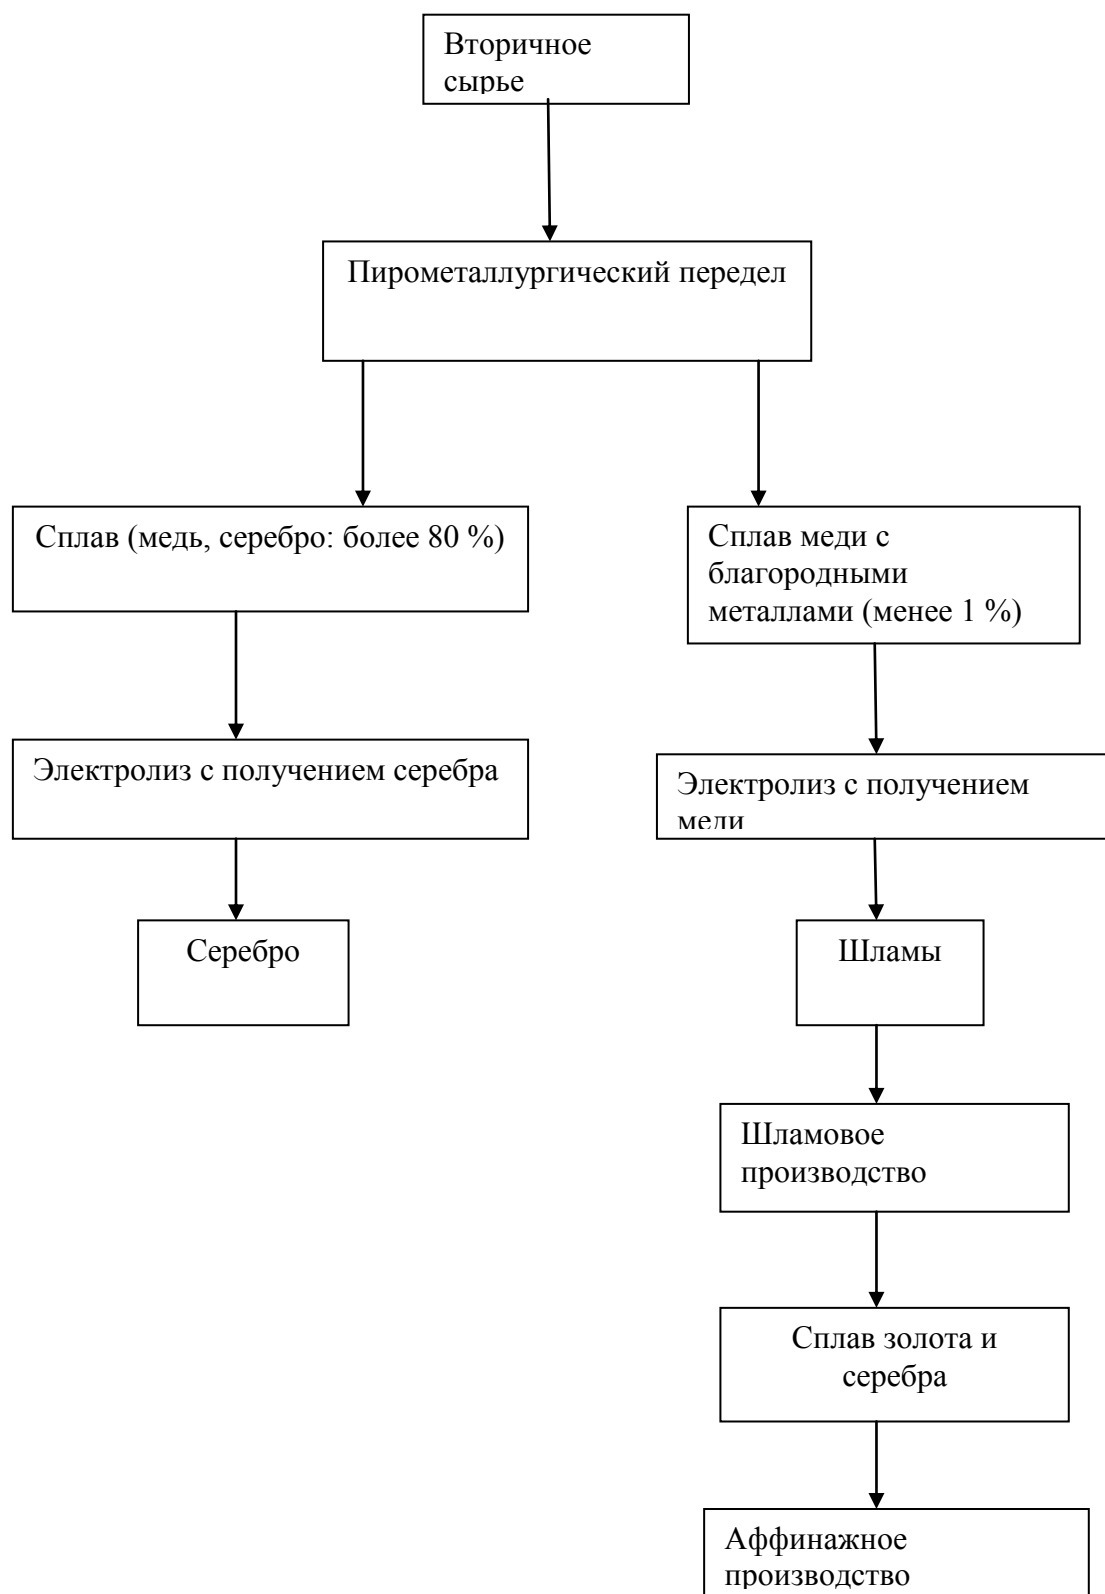 Вторичное
сырье
Пирометаллургический передел
Сплав (медь, серебро: более 80 %)
Сплав меди с
благородными
металлами (менее 1 %)
Электролиз с получением серебра
Электролиз с получением
меди
Серебро
Шламы
Шламовое
производство
Сплав золота и
серебра
Аффинажное
производство